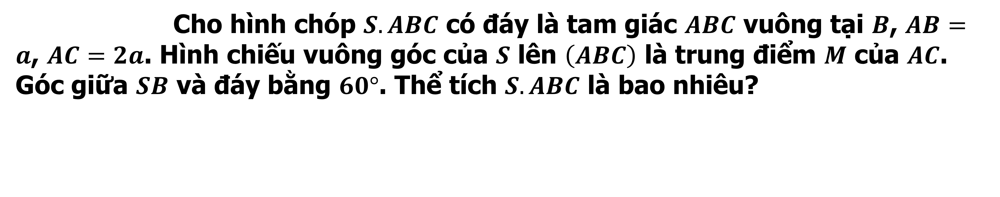 Cho hình chóp S.ABC có đáy là tam giác ABC vuông tại B, AB =
a, AC = 2a. Hình chiếu vuông góc của S lên (ABC) là trung điểm M của AC.
Góc giữa SB và đáy bằng 60°. Thể tích S.ABC là bao nhiêu?